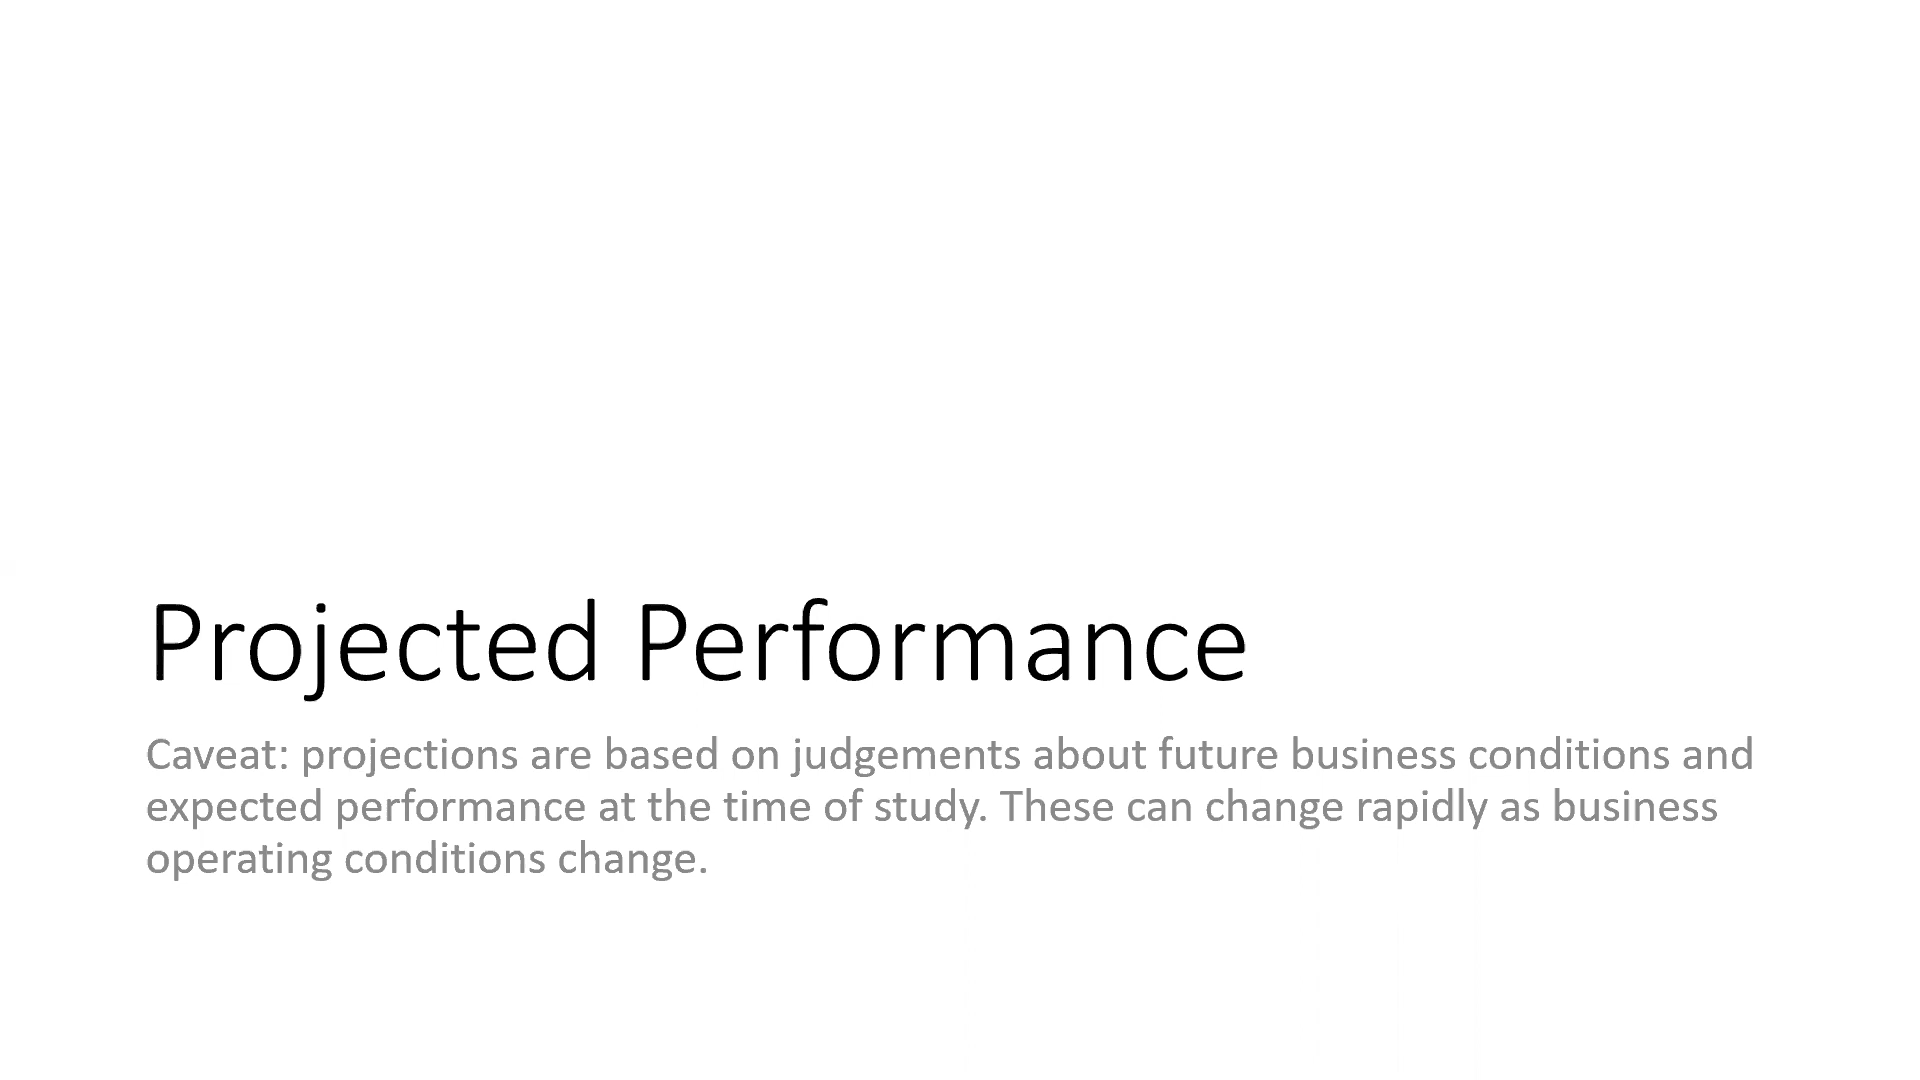 Projected Performance
Caveat: projections are based on judgements about future business conditions and
expected performance at the time of study. These can change rapidly as business
operating conditions change.